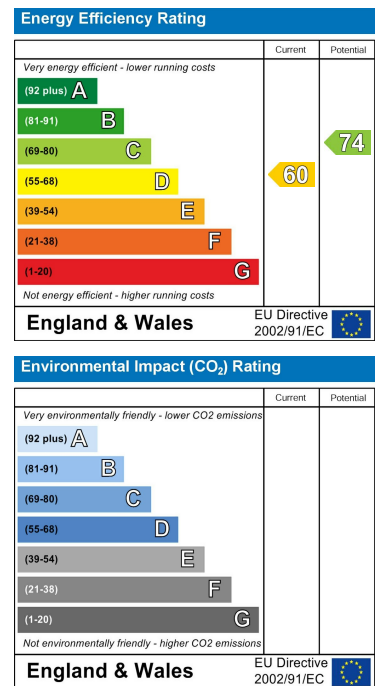 Energy Efficiency Rating
Current Potential
Very energy efficient - lower running costs
(92 plus) A
(81-91) B
(69-80) C
74
(55-68) D
60
(39-54) E
(21-38) F
(1-20) G
Not energy efficient - higher running costs
England & Wales
EU Directive
2002/91/EC
Environmental Impact (CO₂) Rating
Current Potential
Very environmentally friendly - lower CO2 emissions
(92 plus) A
(81-91) B
(69-80) C
(55-68) D
(39-54) E
(21-38) F
(1-20) G
Not environmentally friendly - higher CO2 emissions
England & Wales
EU Directive
2002/91/EC